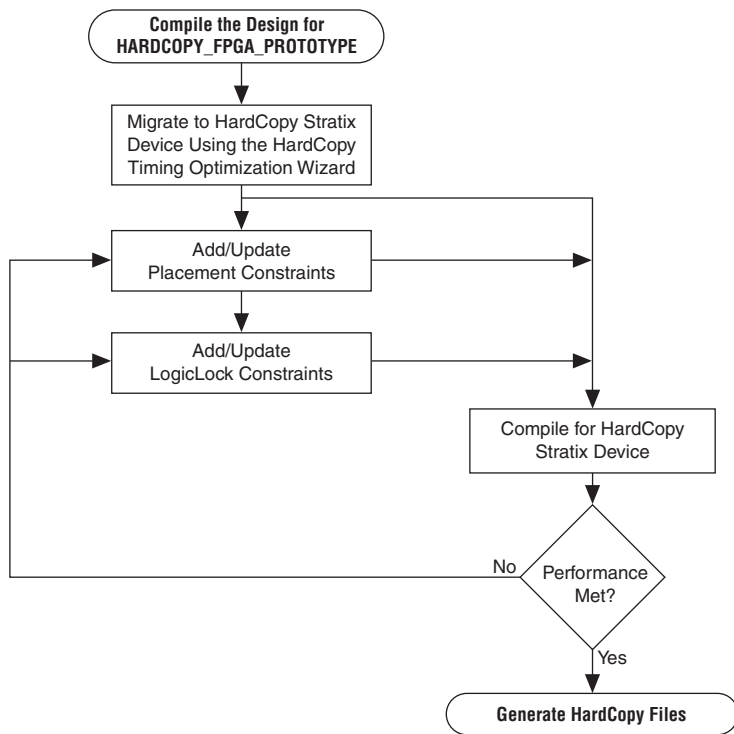 Compile the Design for
HARDCOPY_FPGA_PROTOTYPE
Migrate to HardCopy Stratix
Device Using the HardCopy
Timing Optimization Wizard
Add/Update
Placement Constraints
Add/Update
LogicLock Constraints
Compile for HardCopy
Stratix Device
No
Performance
Met?
Yes
Generate HardCopy Files